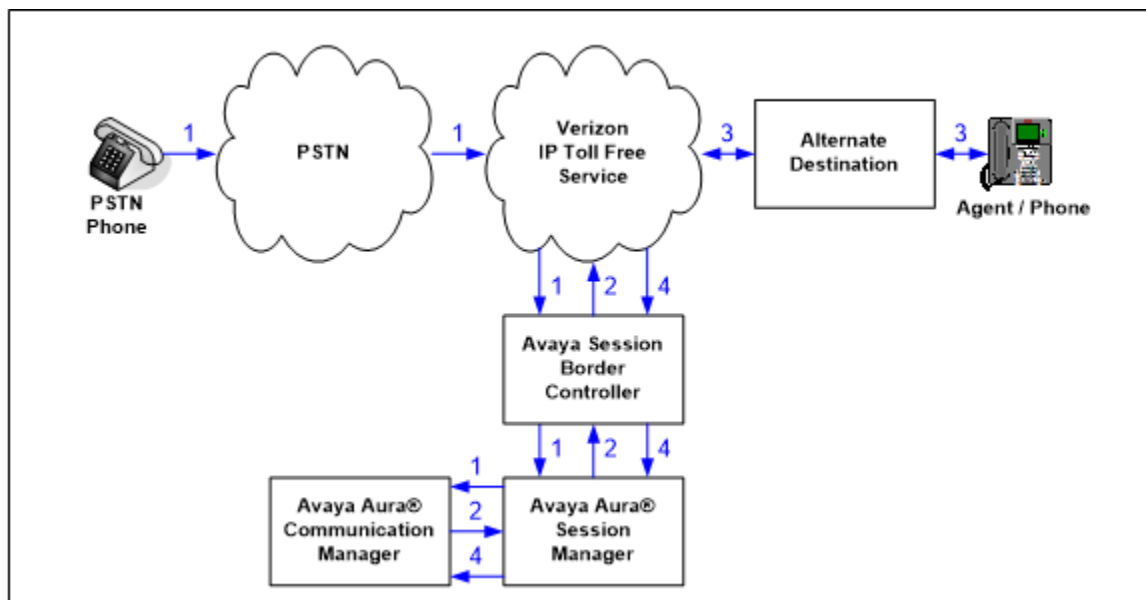 1
1
3
3
PSTN
Phone
PSTN
Verizon
IP Toll Free
Service
Alternate
Destination
Agent / Phone
1
2
4
Avaya Session
Border
Controller
1
2
4
1
2
4
Avaya Aura®
Communication
Manager
Avaya Aura®
Session
Manager